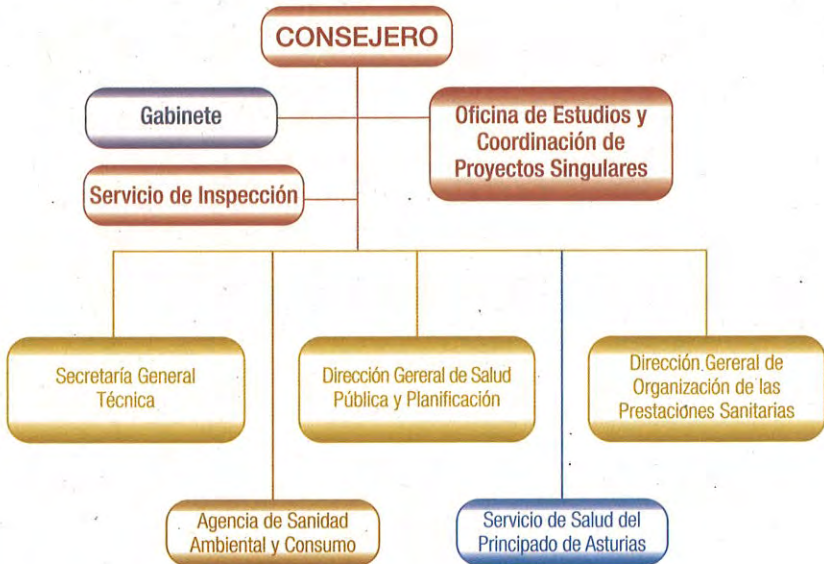 CONSEJERO
Gabinete
Oficina de Estudios y
Coordinación de
Proyectos Singulares
Servicio de Inspección
Secretaría General
Técnica
Dirección Gereral de Salud
Pública y Planificación
Dirección Gereral de
Organización de las
Prestaciones Sanitarias
Agencia de Sanidad
Ambiental y Consumo
Servicio de Salud del
Principado de Asturias